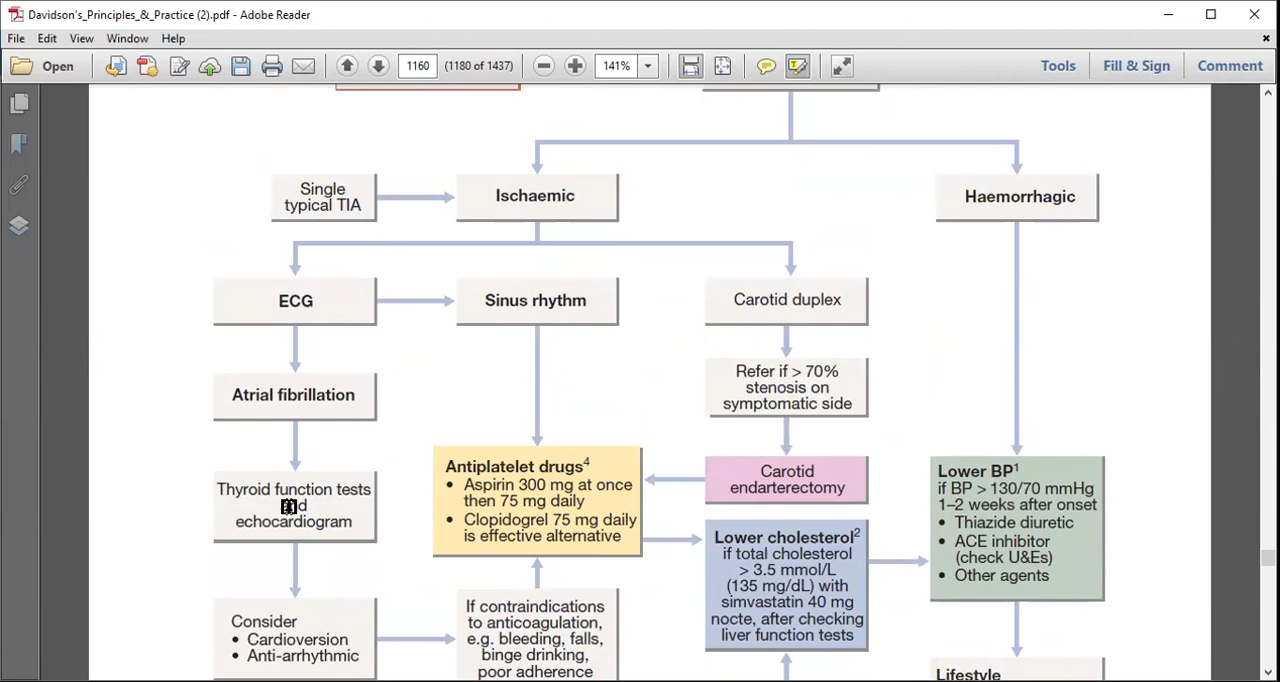 Davidson's_Principles_&_Practice (2).pdf - Adobe Reader
File Edit View Window Help
Open 1160 (1180 of 1437) 141% Tools Fill & Sign Comment
Single
typical TIA
Ischaemic
Haemorrhagic
ECG
Sinus rhythm
Carotid duplex
Refer if > 70%
stenosis on
symptomatic side
Atrial fibrillation
Antiplatelet drugs4
• Aspirin 300 mg at once
then 75 mg daily
• Clopidogrel 75 mg daily
is effective alternative
Carotid
endarterectomy
Lower BP1
if BP > 130/70 mmHg
1–2 weeks after onset
• Thiazide diuretic
• ACE inhibitor
(check U&Es)
• Other agents
Thyroid function tests
echocardiogram
Lower cholesterol2
if total cholesterol
> 3.5 mmol/L
(135 mg/dL) with
simvastatin 40 mg
nocte, after checking
liver function tests
Consider
• Cardioversion
• Anti-arrhythmic
If contraindications
to anticoagulation,
e.g. bleeding, falls,
binge drinking,
poor adherence
Lifestyle